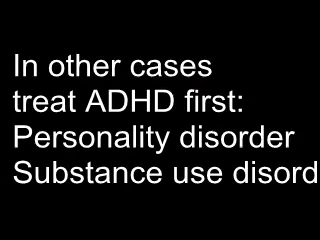 In other cases
treat ADHD first:
Personality disorder
Substance use disord